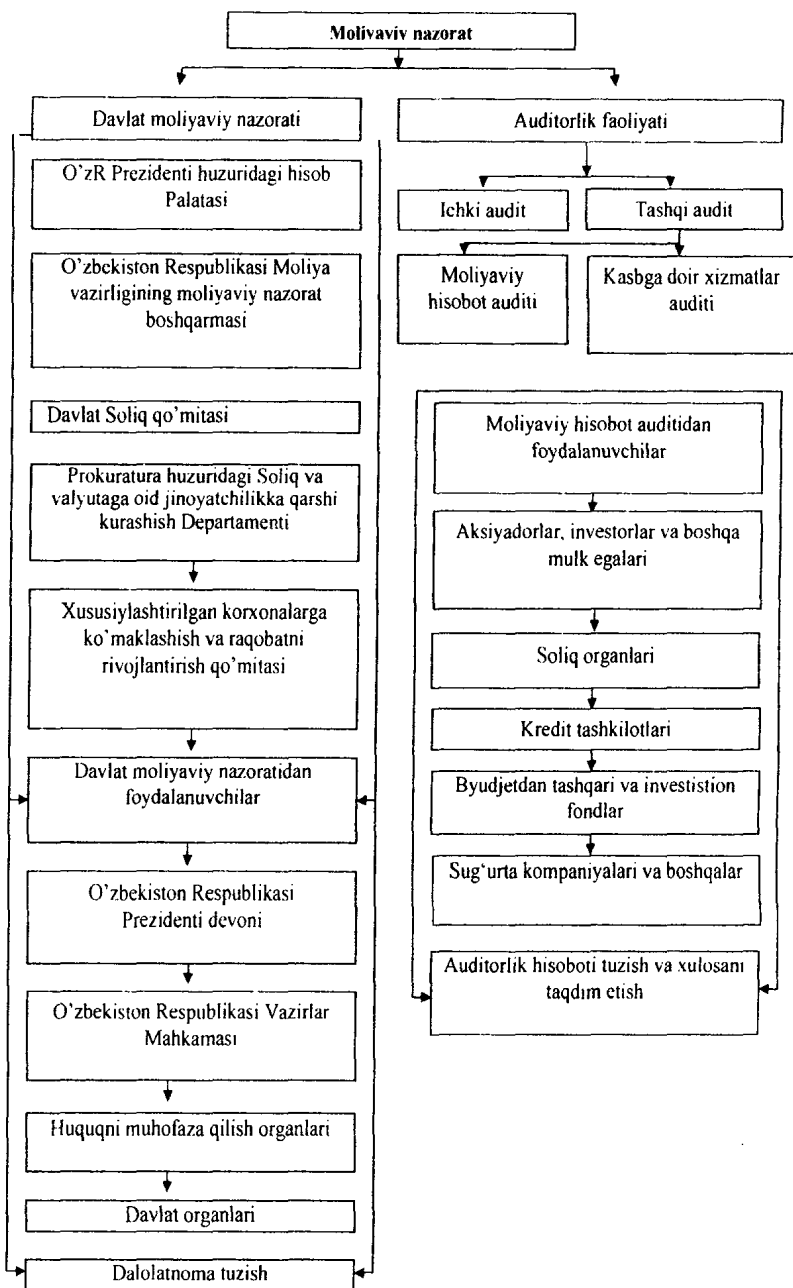 Molivaviy nazorat
Davlat moliyaviy nazorati
O'zR Prezidenti huzuridagi hisob
Palatasi
O'zbekiston Respublikasi Moliya
vazirligining moliyaviy nazorat
boshqarmasi
Davlat Soliq qo'mitasi
Prokuratura huzuridagi Soliq va
valyutaga oid jinoyatchilikka qarshi
kurashish Departamenti
Xususiylashtirilgan korxonalarga
ko'maklashish va raqobatni
rivojlantirish qo'mitasi
Davlat moliyaviy nazoratidan
foydalanuvchilar
O'zbekiston Respublikasi
Prezidenti devoni
O'zbekiston Respublikasi Vazirlar
Mahkamasi
Huquqni muhofaza qilish organlari
Davlat organlari
Dalolatnoma tuzish
Auditorlik faoliyati
Ichki audit
Tashqi audit
Moliyaviy
hisobot auditi
Kasbga doir xizmatlar
auditi
Moliyaviy hisobot auditidan
foydalanuvchilar
Aksiyadorlar, investorlar va boshqa
mulk egalari
Soliq organlari
Kredit tashkilotlari
Byudjetdan tashqari va investistion
fondlar
Sug‘urta kompaniyalari va boshqalar
Auditorlik hisoboti tuzish va xulosani
taqdim etish